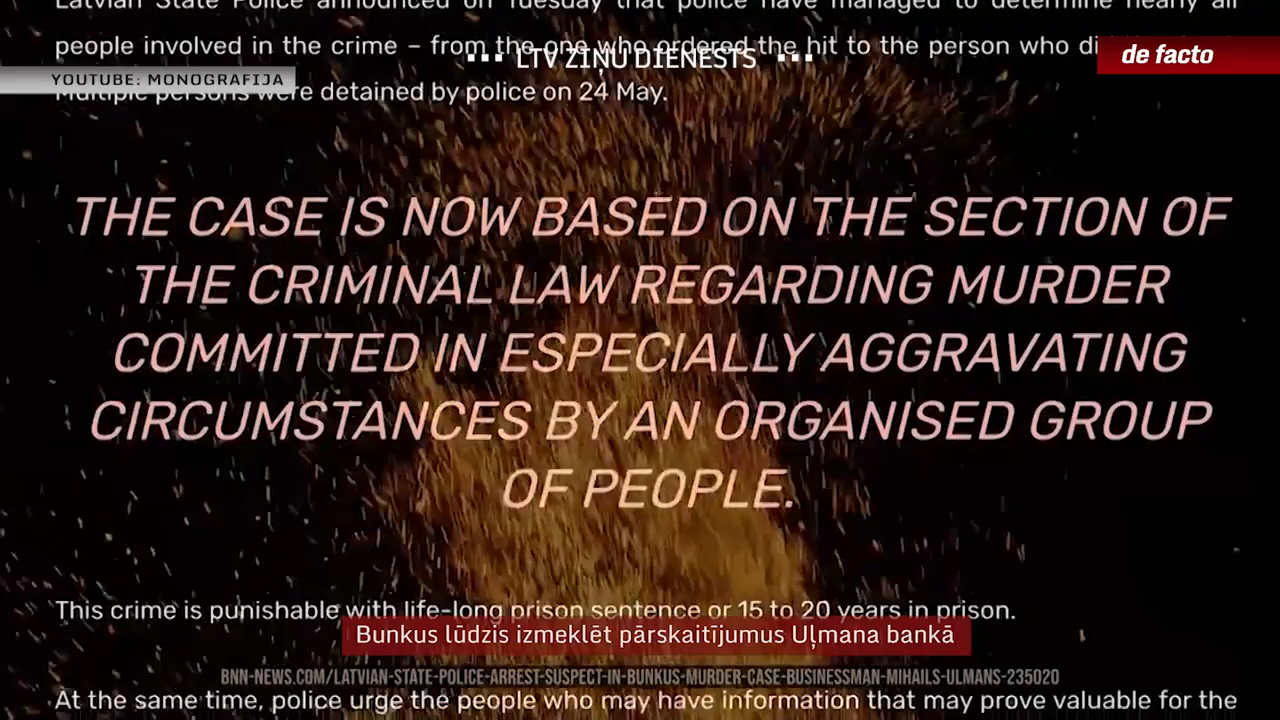 Latvian State Police announced on Tuesday that police have managed to determine nearly all
people involved in the crime – from the one who ordered the hit to the person who
LTV ZIŅU DIENESTS
de facto
YOUTUBE: MONOGRAFIJA
Multiple persons were detained by police on 24 May.
THE CASE IS NOW BASED ON THE SECTION OF
THE CRIMINAL LAW REGARDING MURDER
COMMITTED IN ESPECIALLY AGGRAVATING
CIRCUMSTANCES BY AN ORGANISED GROUP
OF PEOPLE.
This crime is punishable with life-long prison sentence or 15 to 20 years in prison.
Bunkus lūdzis izmeklēt pārskaitījumus Uļmana bankā
BNN-NEWS.COM/LATVIAN-STATE-POLICE-ARREST-SUSPECT-IN-BUNKUS-MURDER-CASE-BUSINESSMAN-MIHAILS-ULMANS-235020
At the same time, police urge the people who may have information that may prove valuable for the